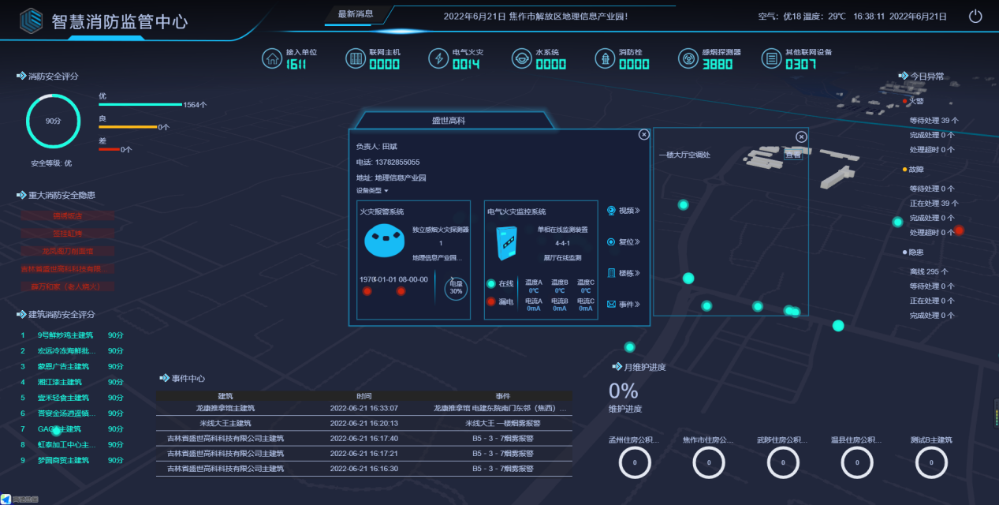 智慧消防监管中心
最新消息
2022年6月21日 焦作市解放区地理信息产业园!
空气: 优18 温度: 29℃ 16:38:11 2022年6月21日
接入单位
1611
联网主机
0000
电气火灾
0014
水系统
0000
消防栓
0000
感烟探测器
3880
其他联网设备
0307
消防安全评分
90分
优
1564个
良
0个
差
0个
安全等级: 优
重大消防安全隐患
吉林省盛世高科科技有限...
薛万和家（老人烟火）
建筑消防安全评分
1 9号鲜炒鸡主建筑 90分
2 宏远冷冻海鲜批... 90分
3 蒙恩广告主建筑 90分
4 湘江漆主建筑 90分
5 壹禾轻食主建筑 90分
6 90分
7 90分
8 虹泰加工中心主... 90分
9 梦圆商贸主建筑 90分
盛世高科
负责人: 田斌
电话: 13782855055
地址: 地理信息产业园
设备类型
火灾报警系统
独立感烟火灾探测器
1
地理信息产业园...
1970-01-01 08-00-00
电量
30%
电气火灾监控系统
单相在线监测装置
4-4-1
展厅在线监测
在线
漏电
温度A 温度B 温度C
0℃ 0℃ 0℃
电流A 电流B 电流C
0mA 0mA 0mA
视频
复位
楼栋
事件
一楼大厅空调处
查看
今日异常
火警
等待处理 39 个
完成处理 0 个
处理超时 0 个
故障
等待处理 0 个
正在处理 39 个
完成处理 0 个
处理超时 0 个
隐患
离线 295 个
等待处理 0 个
正在处理 0 个
完成处理 0 个
事件中心
建筑 时间 事件
龙康推拿馆主建筑 2022-06-21 16:33:07 龙康推拿馆 电建东院南门东邻（焦西）...
米线大王主建筑 2022-06-21 16:20:13 米线大王 一楼烟雾报警
吉林省盛世高科科技有限公司主建筑 2022-06-21 16:17:40 B5 - 3 - 7烟雾报警
吉林省盛世高科科技有限公司主建筑 2022-06-21 16:17:21 B5 - 3 - 7烟雾报警
吉林省盛世高科科技有限公司主建筑 2022-06-21 16:16:30 B5 - 3 - 7烟雾报警
月维护进度
0%
维护进度
孟州住房公积...
0
焦作市住房公...
0
武陟住房公积...
0
温县住房公积...
0
测试B主建筑
0
高德地图